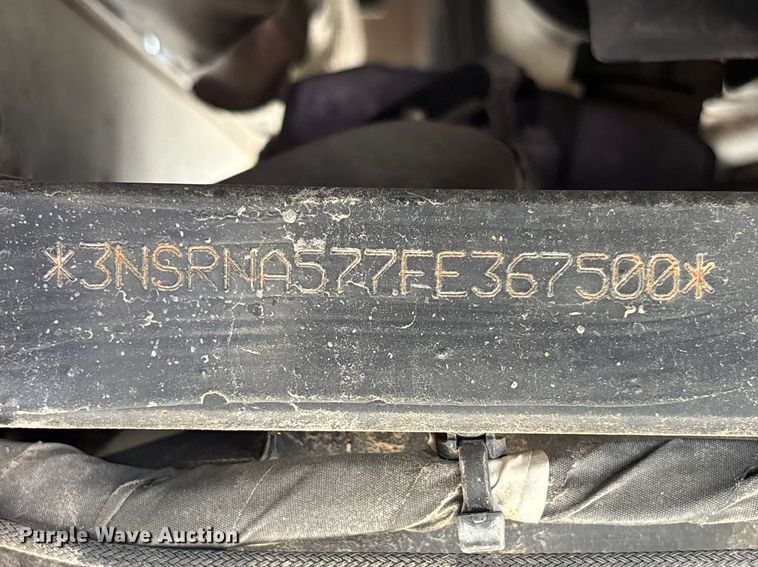 *3NSRNA577FE367500*
Purple Wave Auction